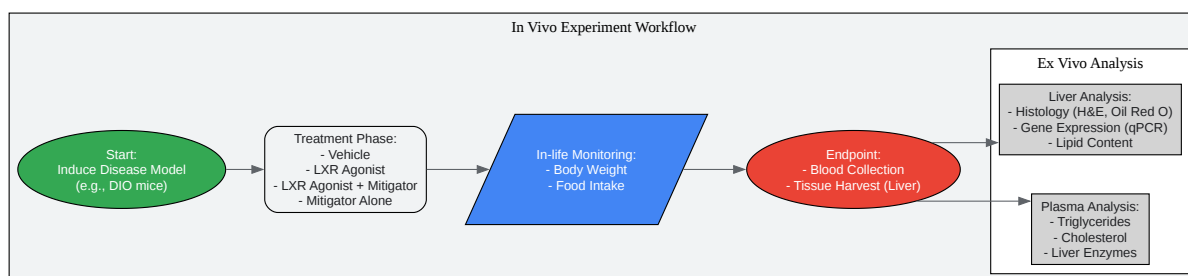 In Vivo Experiment Workflow
Start:
Induce Disease Model
(e.g., DIO mice)
Treatment Phase:
- Vehicle
- LXR Agonist
- LXR Agonist + Mitigator
- Mitigator Alone
In-life Monitoring:
- Body Weight
- Food Intake
Endpoint:
- Blood Collection
- Tissue Harvest (Liver)
Ex Vivo Analysis
Liver Analysis:
- Histology (H&E, Oil Red O)
- Gene Expression (qPCR)
- Lipid Content
Plasma Analysis:
- Triglycerides
- Cholesterol
- Liver Enzymes